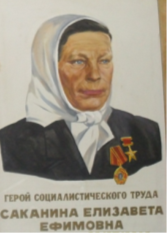 ГЕРОЙ СОЦИАЛИСТИЧЕСКОГО ТРУДА
САКАНИНА ЕЛИЗАВЕТА
ЕФИМОВНА